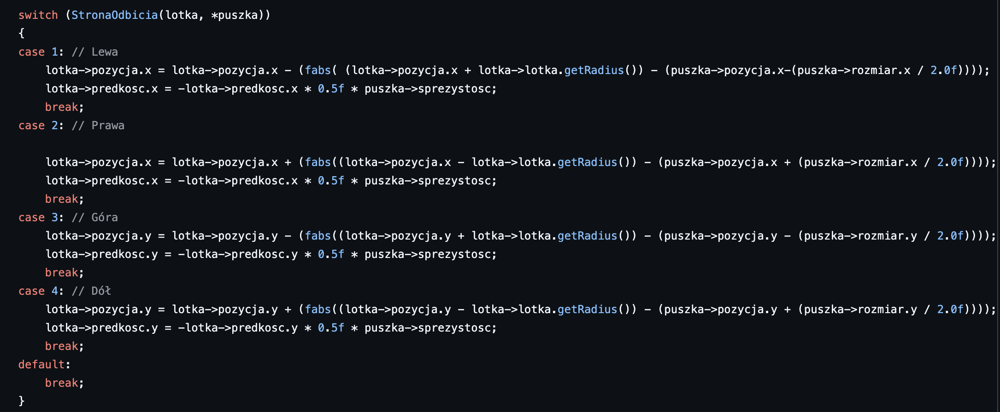 switch (StronaOdbicia(lotka, *puszka))
{
case 1: // Lewa
    lotka->pozycja.x = lotka->pozycja.x - (fabs( (lotka->pozycja.x + lotka->lotka.getRadius()) - (puszka->pozycja.x-(puszka->rozmiar.x / 2.0f))));
    lotka->predkosc.x = -lotka->predkosc.x * 0.5f * puszka->sprezystosc;
    break;
case 2: // Prawa

    lotka->pozycja.x = lotka->pozycja.x + (fabs((lotka->pozycja.x - lotka->lotka.getRadius()) - (puszka->pozycja.x + (puszka->rozmiar.x / 2.0f))));
    lotka->predkosc.x = -lotka->predkosc.x * 0.5f * puszka->sprezystosc;
    break;
case 3: // Góra
    lotka->pozycja.y = lotka->pozycja.y - (fabs((lotka->pozycja.y + lotka->lotka.getRadius()) - (puszka->pozycja.y - (puszka->rozmiar.y / 2.0f))));
    lotka->predkosc.y = -lotka->predkosc.y * 0.5f * puszka->sprezystosc;
    break;
case 4: // Dół
    lotka->pozycja.y = lotka->pozycja.y + (fabs((lotka->pozycja.y - lotka->lotka.getRadius()) - (puszka->pozycja.y + (puszka->rozmiar.y / 2.0f))));
    lotka->predkosc.y = -lotka->predkosc.y * 0.5f * puszka->sprezystosc;
    break;
default:
    break;
}